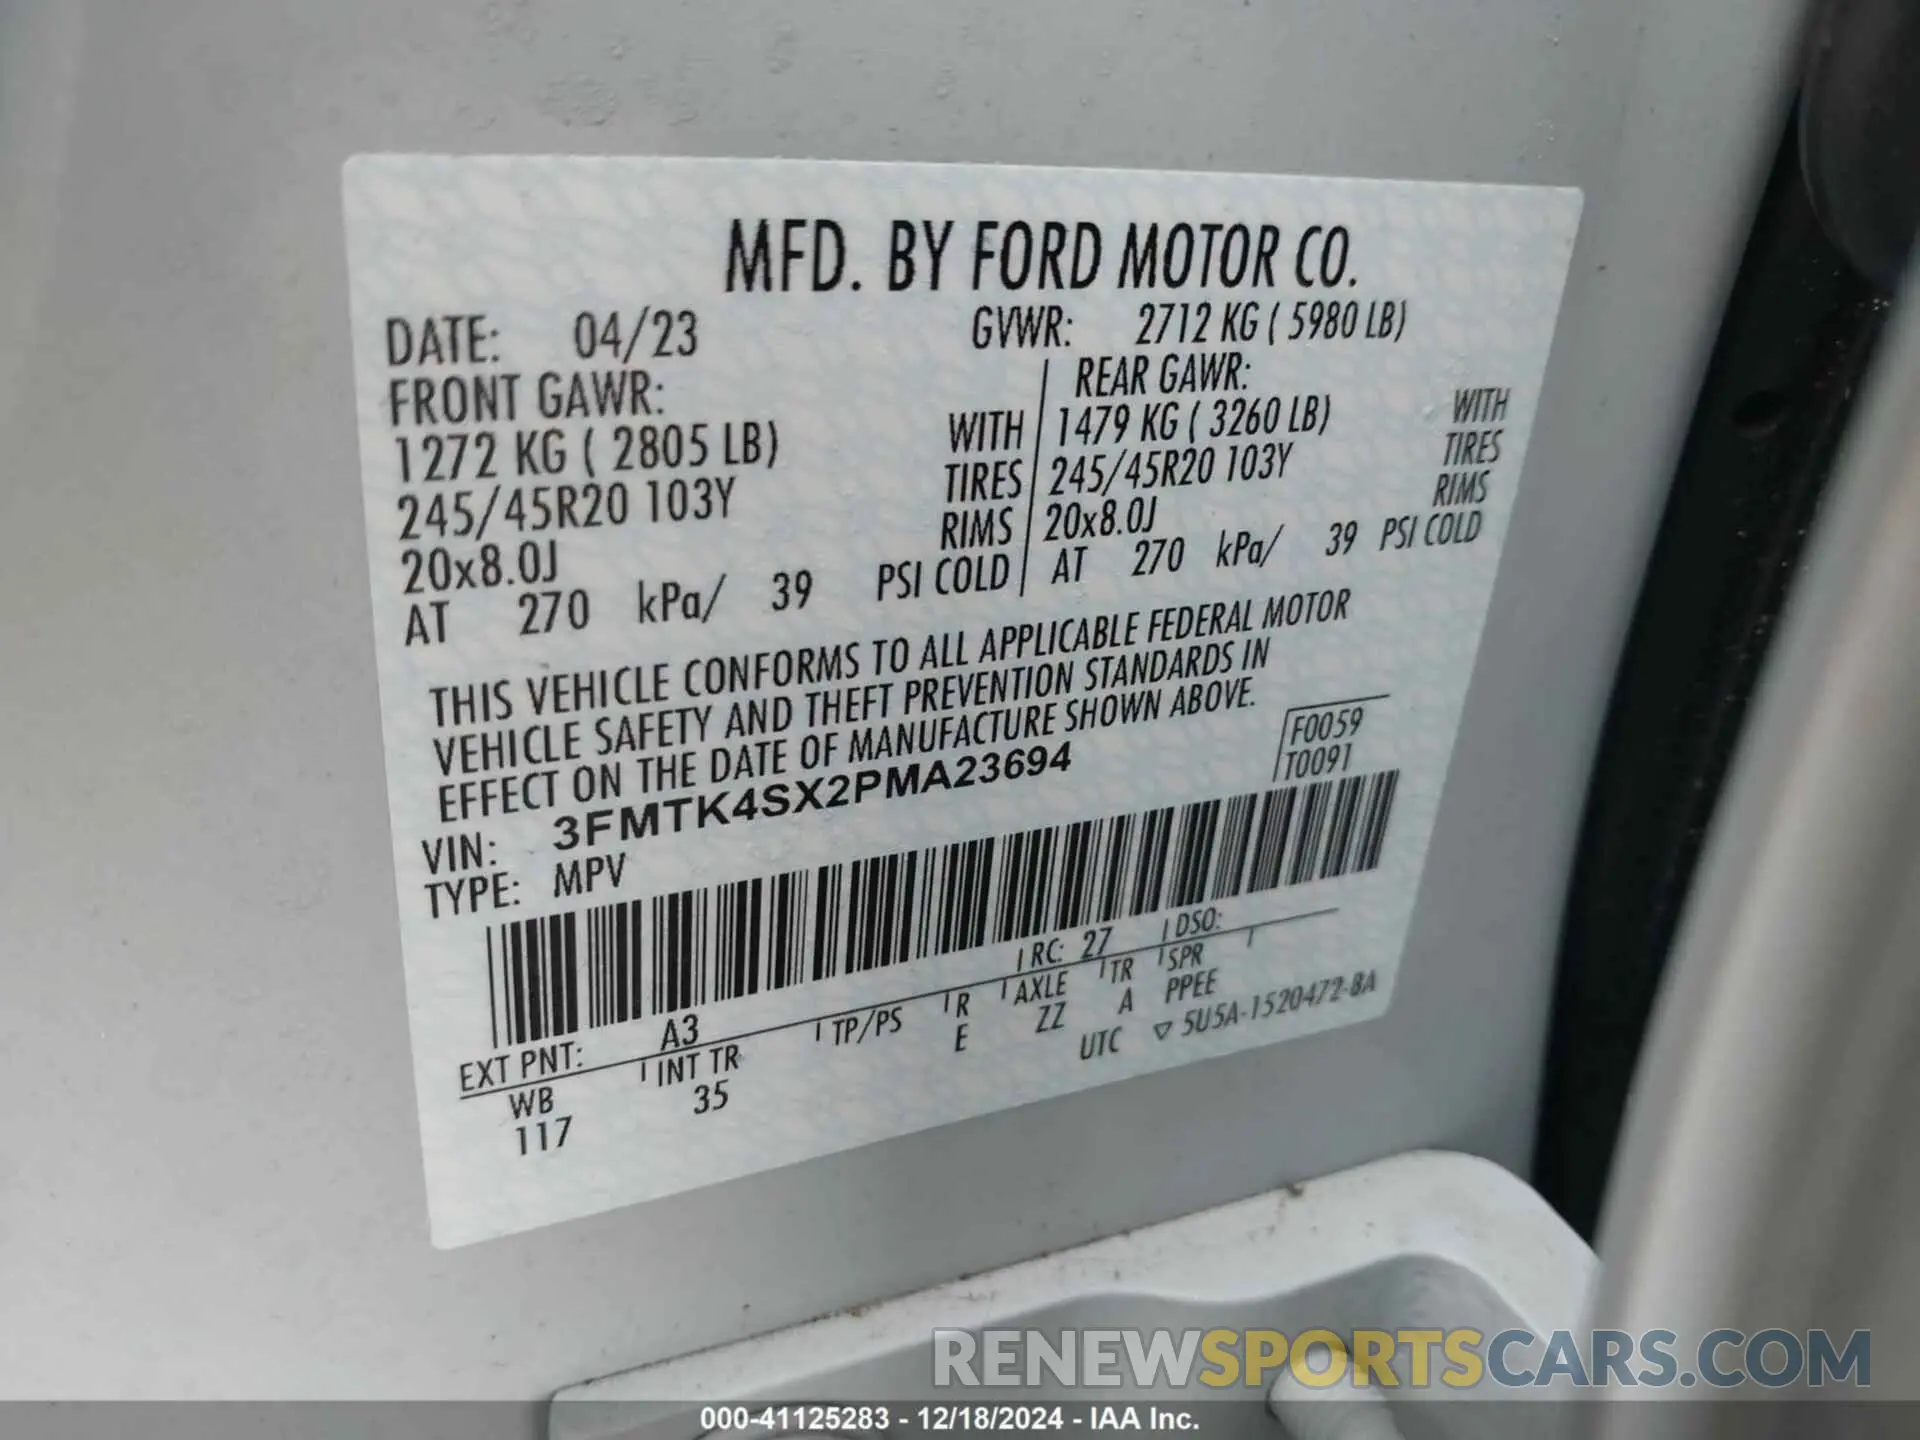 MFD. BY FORD MOTOR CO.
DATE: 04/23 GVWR: 2712 KG ( 5980 LB)
FRONT GAWR: REAR GAWR:
1272 KG ( 2805 LB) WITH 1479 KG ( 3260 LB) WITH
245/45R20 103Y TIRES 245/45R20 103Y TIRES
20x8.0J RIMS 20x8.0J RIMS
AT 270 kPa/ 39 PSI COLD AT 270 kPa/ 39 PSI COLD
THIS VEHICLE CONFORMS TO ALL APPLICABLE FEDERAL MOTOR
VEHICLE SAFETY AND THEFT PREVENTION STANDARDS IN
EFFECT ON THE DATE OF MANUFACTURE SHOWN ABOVE.
F0059
VIN: 3FMTK4SX2PMA23694 T0091
TYPE: MPV
EXT PNT: A3 RC: 27 DSO:
WB INT TR TP/PS R AXLE TR SPR
117 35 E ZZ A PPEE
UTC ▽ 5U5A-1520472-BA
RENEWSPORTSCARS.COM
000-41125283 - 12/18/2024 - IAA Inc.